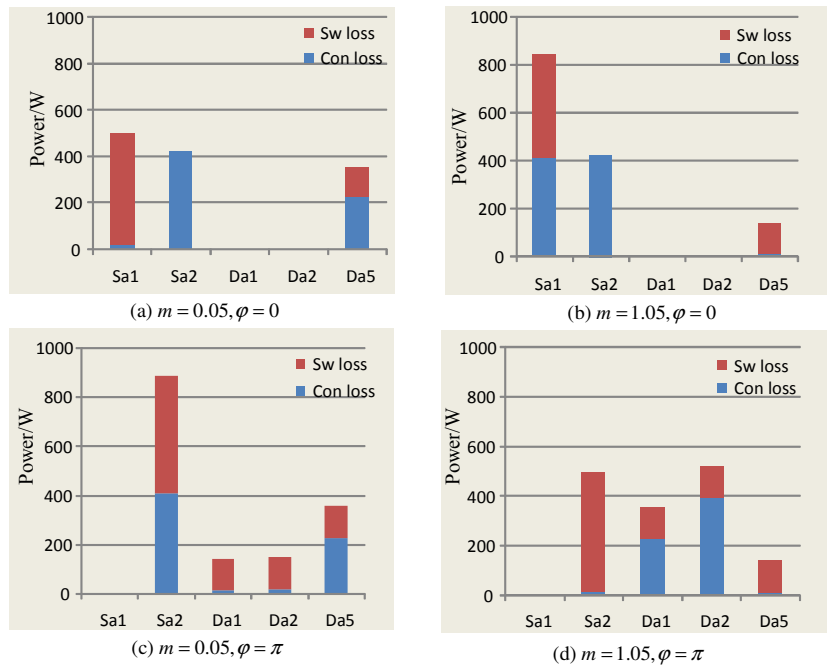 1000
800
600
400
200
0
Power/W
Sw loss
Con loss
Sa1 Sa2 Da1 Da2 Da5
(a) m = 0.05, φ = 0
1000
800
600
400
200
0
Power/W
Sw loss
Con loss
Sa1 Sa2 Da1 Da2 Da5
(b) m = 1.05, φ = 0
1000
800
600
400
200
0
Power/W
Sw loss
Con loss
Sa1 Sa2 Da1 Da2 Da5
(c) m = 0.05, φ = π
1000
800
600
400
200
0
Power/W
Sw loss
Con loss
Sa1 Sa2 Da1 Da2 Da5
(d) m = 1.05, φ = π